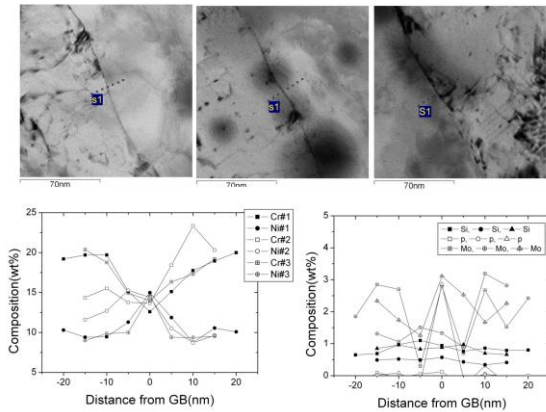 s1
s1
S1
70nm
70nm
70nm
25
20
15
10
5
Composition(wt%)
-20 -10 0 10 20
Distance from GB(nm)
Cr#1
Ni#1
Cr#2
Ni#2
Cr#3
Ni#3
5
4
3
2
1
0
Composition(wt%)
-20 -10 0 10 20
Distance from GB(nm)
Si, Si, Si
p, p, p
Mo, Mo, Mo